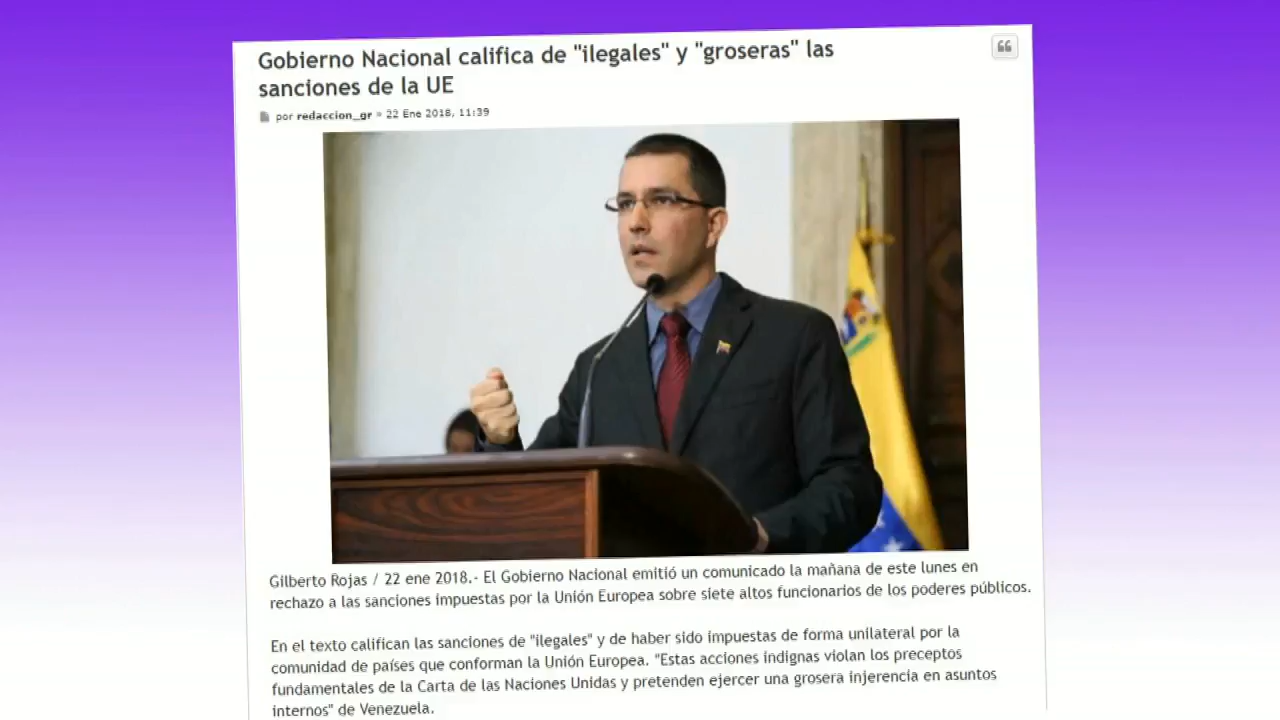 Gobierno Nacional califica de "ilegales" y "groseras" las
sanciones de la UE
por redaccion_gr » 22 Ene 2018, 11:39
Gilberto Rojas / 22 ene 2018.- El Gobierno Nacional emitió un comunicado la mañana de este lunes en
rechazo a las sanciones impuestas por la Unión Europea sobre siete altos funcionarios de los poderes públicos.
En el texto califican las sanciones de "ilegales" y de haber sido impuestas de forma unilateral por la
comunidad de países que conforman la Unión Europea. "Estas acciones indignas violan los preceptos
fundamentales de la Carta de las Naciones Unidas y pretenden ejercer una grosera injerencia en asuntos
internos" de Venezuela.